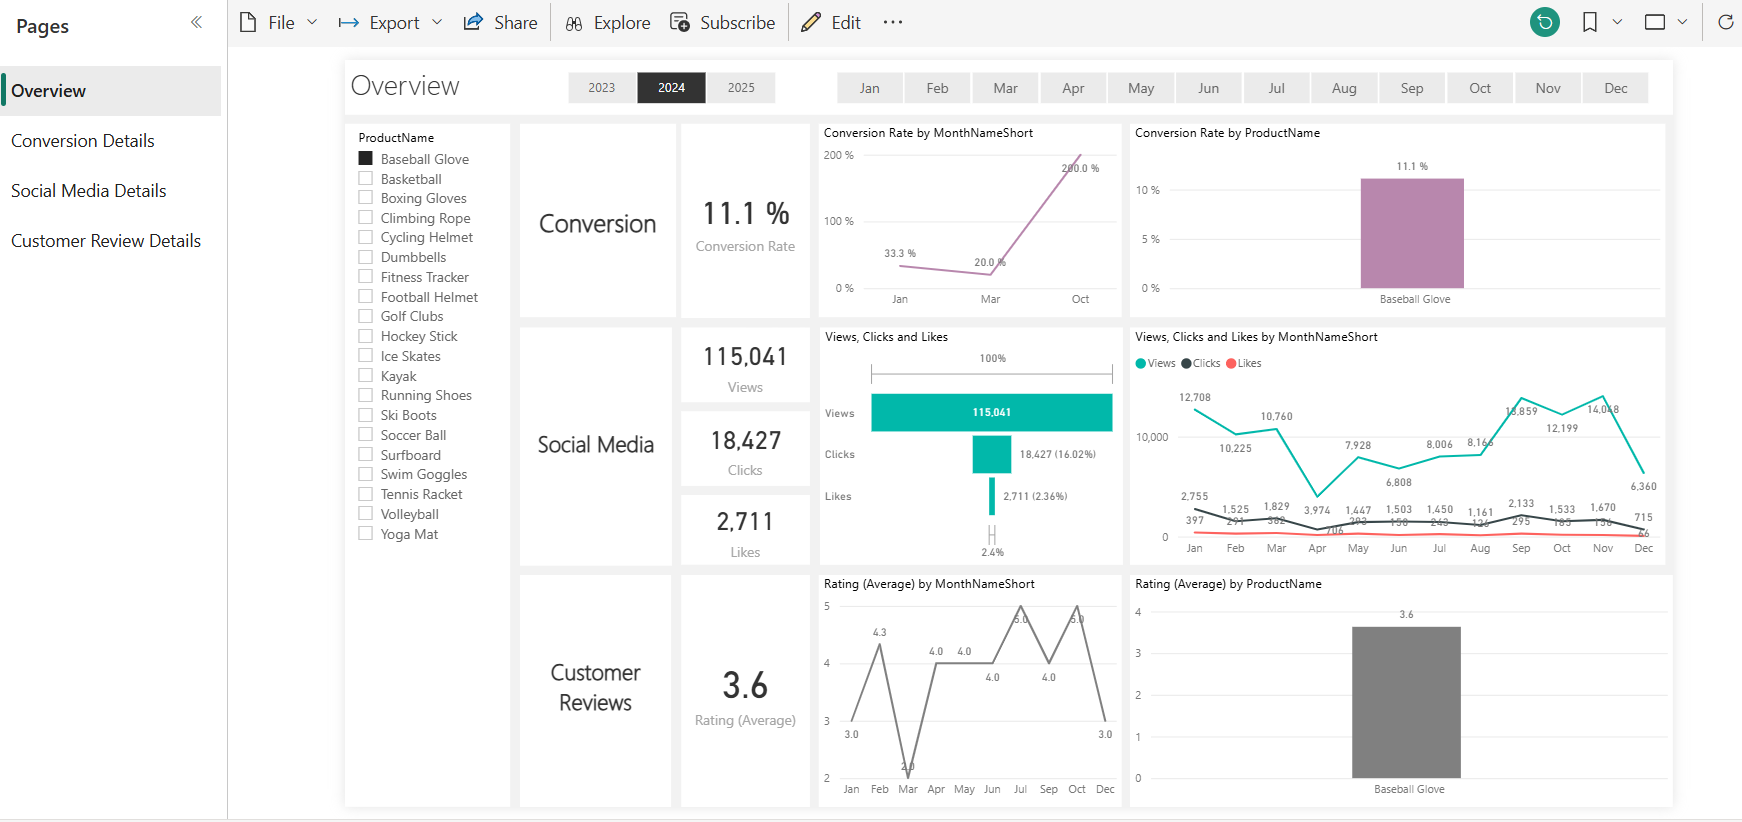 Pages
Overview
Conversion Details
Social Media Details
Customer Review Details
File Export Share Explore Subscribe Edit
Overview
2023 2024 2025
Jan Feb Mar Apr May Jun Jul Aug Sep Oct Nov Dec
ProductName
Baseball Glove
Basketball
Boxing Gloves
Climbing Rope
Cycling Helmet
Dumbbells
Fitness Tracker
Football Helmet
Golf Clubs
Hockey Stick
Ice Skates
Kayak
Running Shoes
Ski Boots
Soccer Ball
Surfboard
Swim Goggles
Tennis Racket
Volleyball
Yoga Mat
Conversion
11.1 %
Conversion Rate
Conversion Rate by MonthNameShort
200 %
100 %
0 %
33.3 %
20.0 %
200.0 %
Jan Mar Oct
Conversion Rate by ProductName
10 %
5 %
0 %
11.1 %
Baseball Glove
Social Media
115,041
Views
18,427
Clicks
2,711
Likes
Views, Clicks and Likes
100%
Views 115,041
Clicks 18,427 (16.02%)
Likes 2,711 (2.36%)
2.4%
Views, Clicks and Likes by MonthNameShort
Views Clicks Likes
10,000
0
12,708 10,225 10,760 3,974 7,928 6,808 8,006 8,166 13,859 12,199 14,048 6,360
2,755 1,525 1,829 706 1,447 1,503 1,450 1,161 2,133 1,533 1,670 715
397 291 382 293 150 243 126 295 185 66
Jan Feb Mar Apr May Jun Jul Aug Sep Oct Nov Dec
Customer
Reviews
3.6
Rating (Average)
Rating (Average) by MonthNameShort
5
4
3
2
3.0 4.3 2.0 4.0 4.0 4.0 5.0 4.0 5.0 3.0
Jan Feb Mar Apr May Jun Jul Sep Oct Dec
Rating (Average) by ProductName
4
3
2
1
0
3.6
Baseball Glove